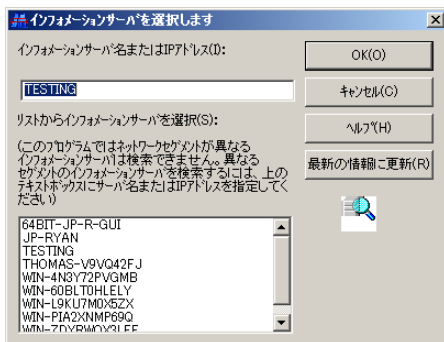 インフォメーションサーバを選択します
インフォメーションサーバ名またはIPアドレス(I):
TESTING
リストからインフォメーションサーバを選択(S):
(このプログラムではネットワークセグメントが異なる
インフォメーションサーバは検索できません。異なる
セグメントのインフォメーションサーバを検索するには、上の
テキストボックスにサーバ名またはIPアドレスを指定してく
ださい)
64BIT-JP-R-GUI
JP-RYAN
TESTING
THOMAS-V9VQ42FJ
WIN-4N3Y72PVGMB
WIN-60BLT0HLELY
WIN-L9KU7M0X5ZX
WIN-PIA2XNMP69Q
OK(O)
キャンセル(C)
ヘルプ(H)
最新の情報に更新(R)